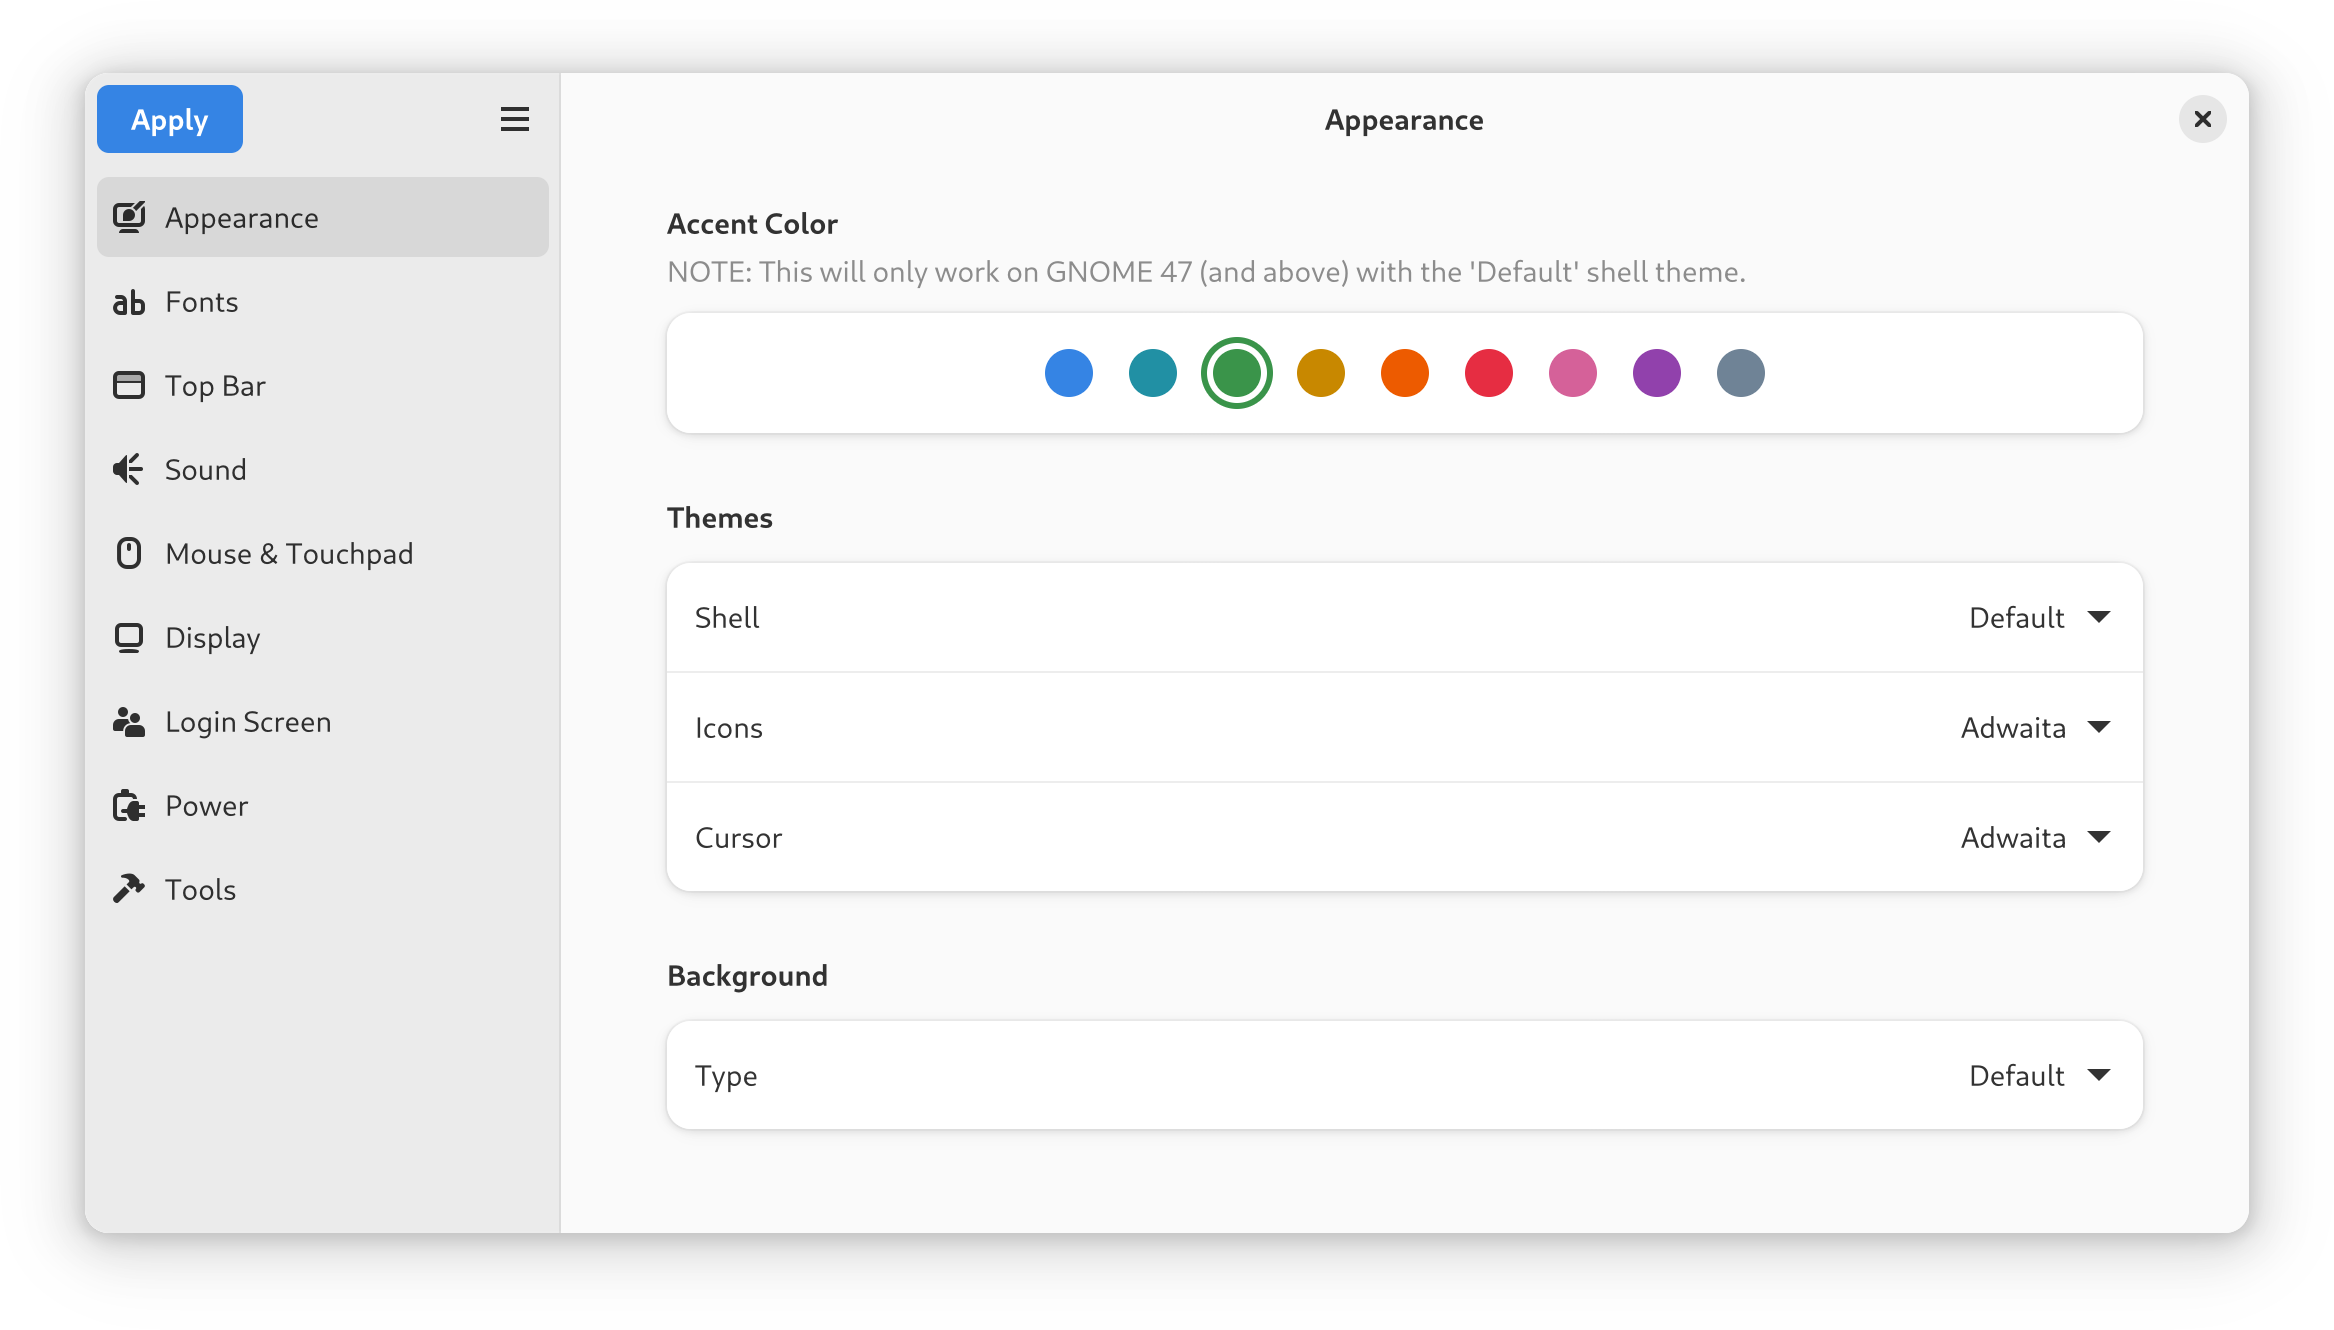 Apply
Appearance
Fonts
Top Bar
Sound
Mouse & Touchpad
Display
Login Screen
Power
Tools
Appearance
Accent Color
NOTE: This will only work on GNOME 47 (and above) with the 'Default' shell theme.
Themes
Shell Default
Icons Adwaita
Cursor Adwaita
Background
Type Default